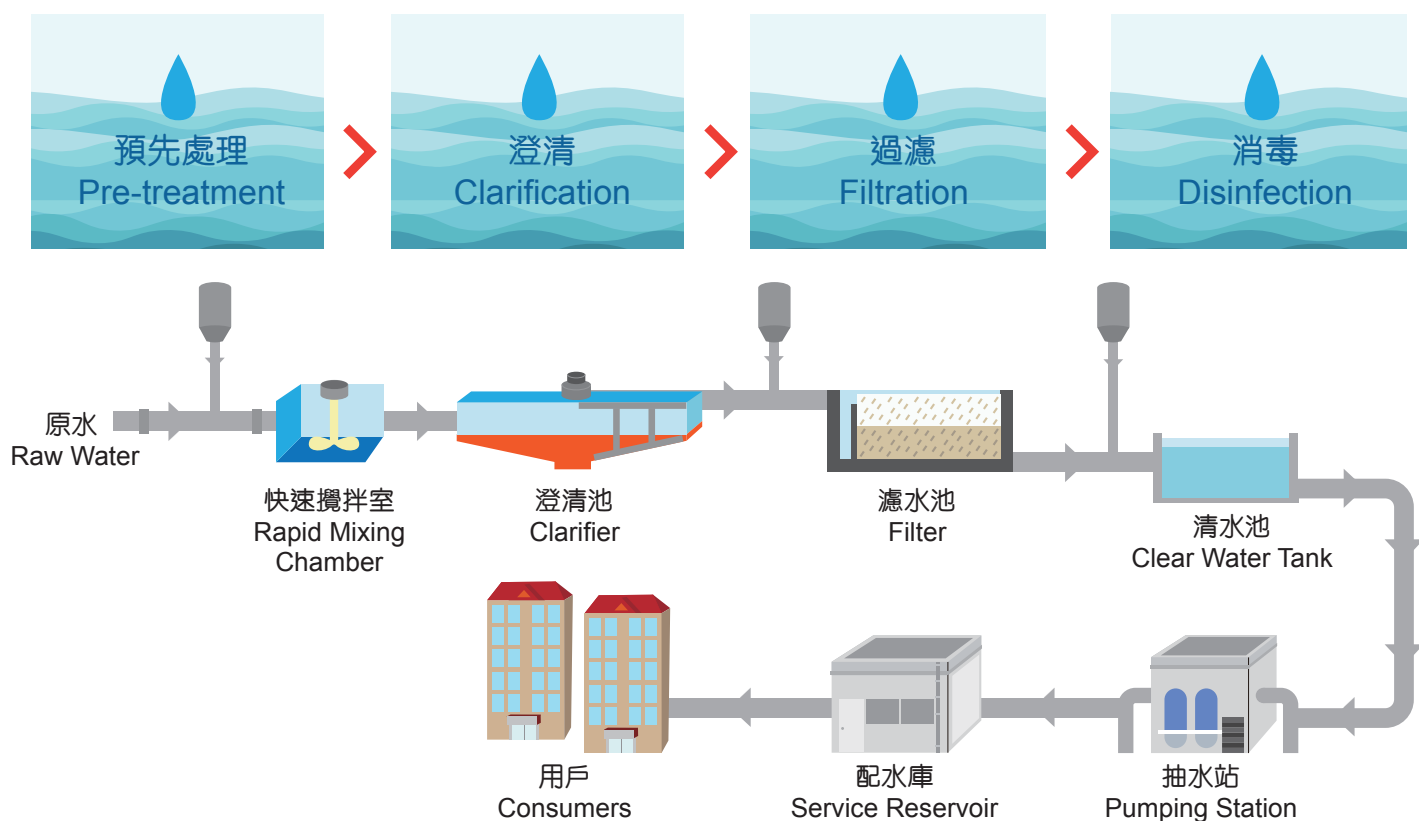 預先處理
Pre-treatment
澄清
Clarification
過濾
Filtration
消毒
Disinfection
原水
Raw Water
快速攪拌室
Rapid Mixing
Chamber
澄清池
Clarifier
濾水池
Filter
清水池
Clear Water Tank
用戶
Consumers
配水庫
Service Reservoir
抽水站
Pumping Station